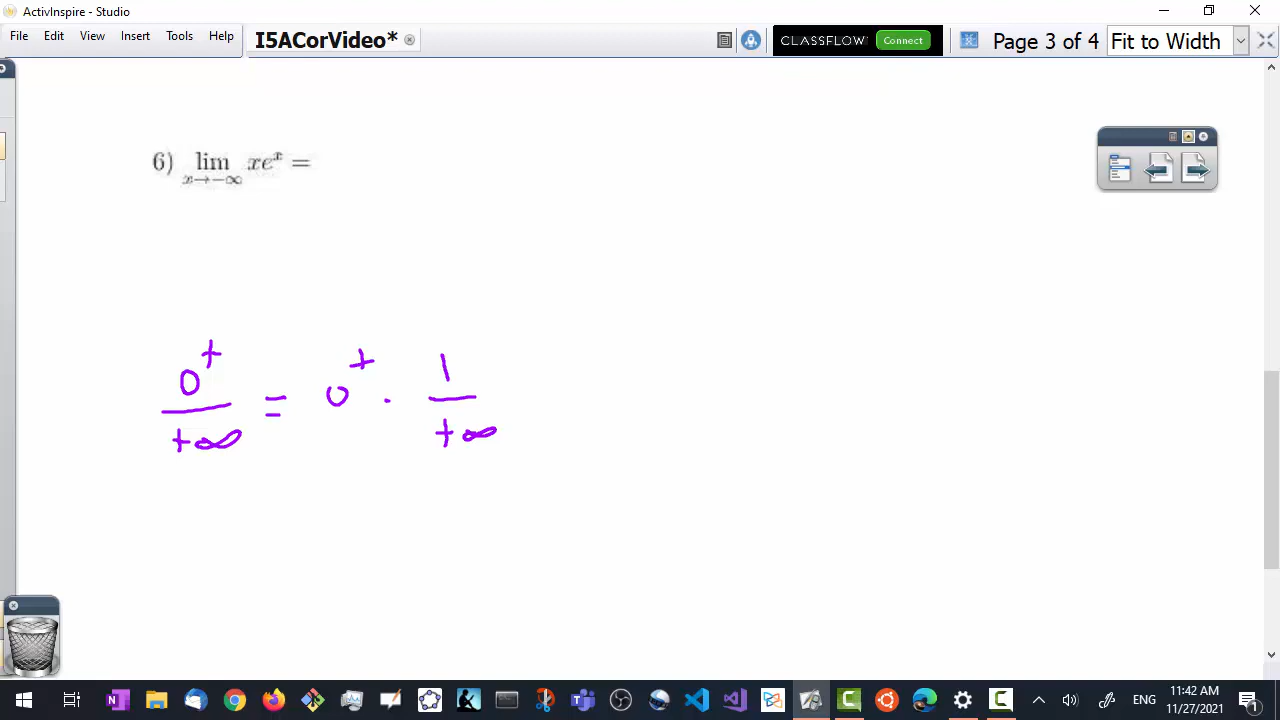 ActivInspire - Studio
File Edit View Insert Tools Help
I5ACorVideo*
CLASSFLOW Connect
Page 3 of 4
Fit to Width
6) lim xe^x =
x→−∞
0^+ / +∞ = 0^+ · 1 / +∞
ENG
11:42 AM
11/27/2021
1